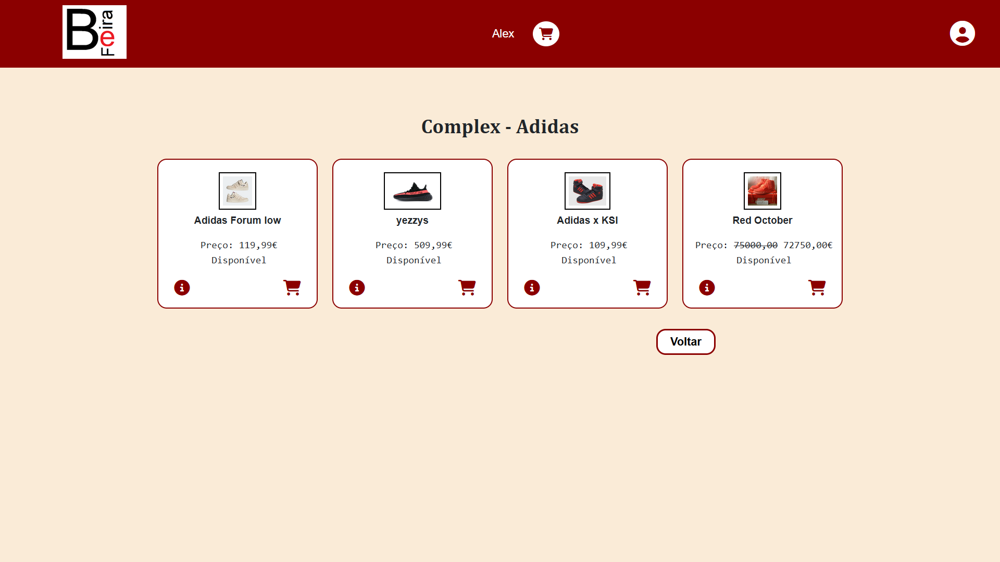 B Feira
Alex
Complex - Adidas
Adidas Forum low
Preço: 119,99€
Disponível
yezzys
Preço: 509,99€
Disponível
Adidas x KSI
Preço: 109,99€
Disponível
Red October
Preço: 75000,00 72750,00€
Disponível
Voltar